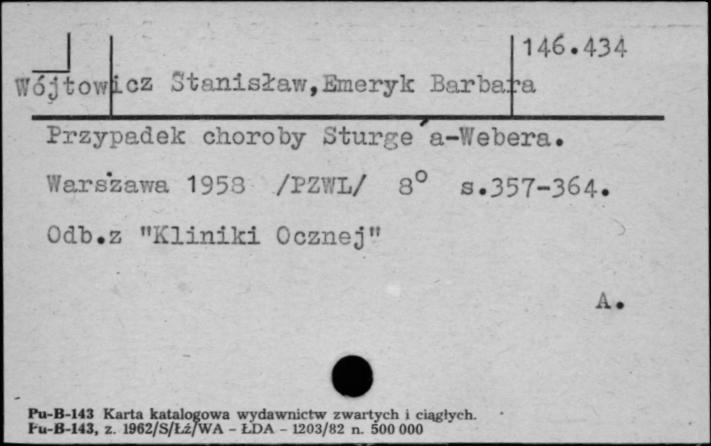 146.434
Wójtowicz Stanisław,Emeryk Barbara
Przypadek choroby Sturge´a-Webera.
Warszawa 1958 /PZWL/ 8° s.357-364.
Odb.z "Kliniki Ocznej"
A.
Pu-B-143 Karta katalogowa wydawnictw zwartych i ciągłych.
Pu-B-143, z. 1962/S/Łź/WA - ŁDA - 1203/82 n. 500 000